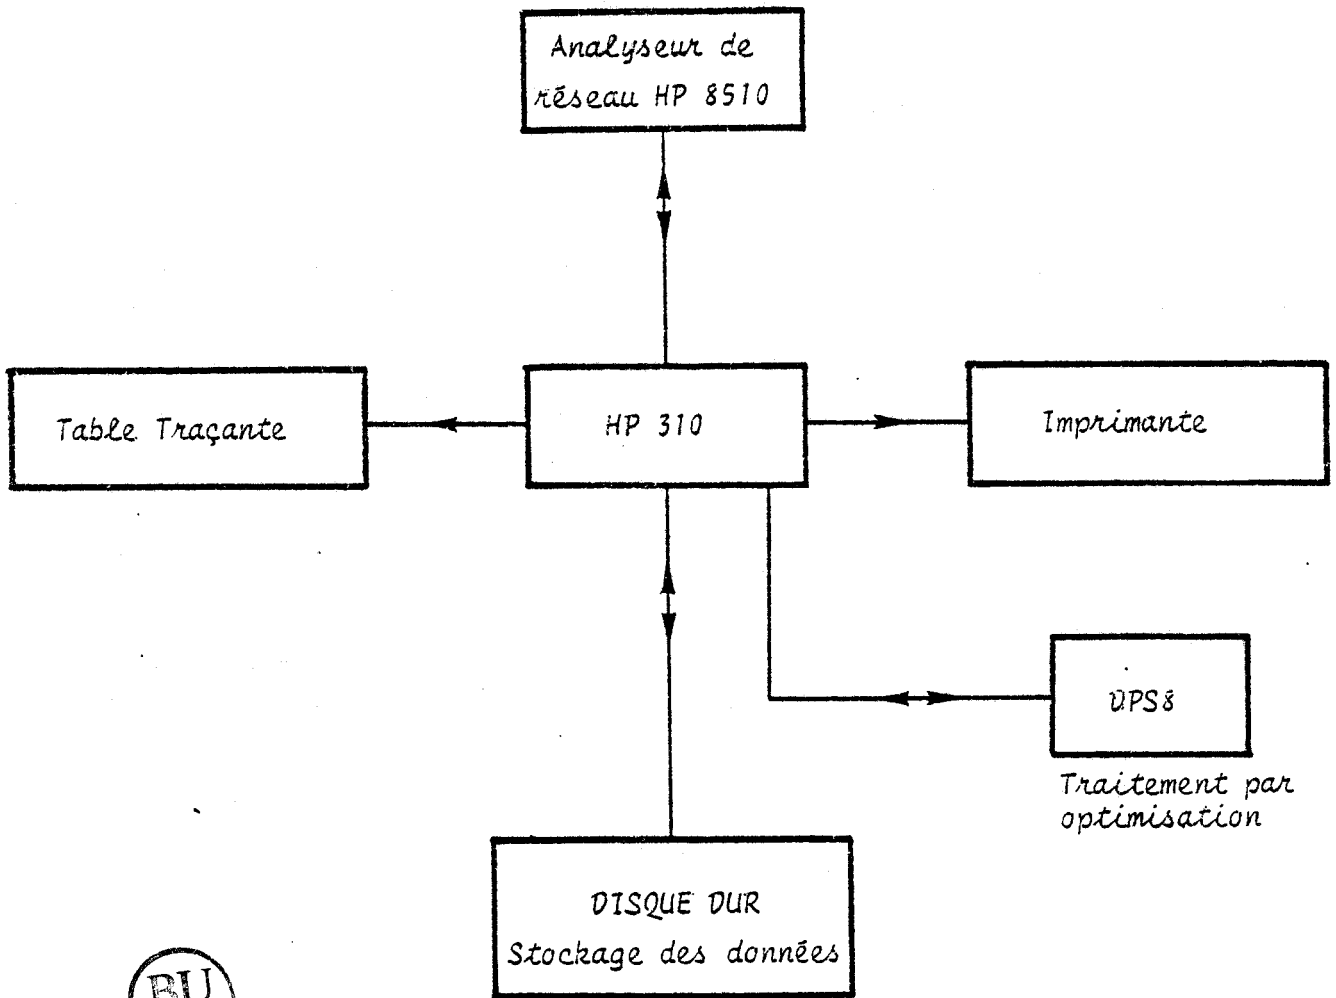 Analyseur de
réseau HP 8510
Table Traçante
HP 310
Imprimante
DPS8
Traitement par
optimisation
DISQUE DUR
Stockage des données
BU